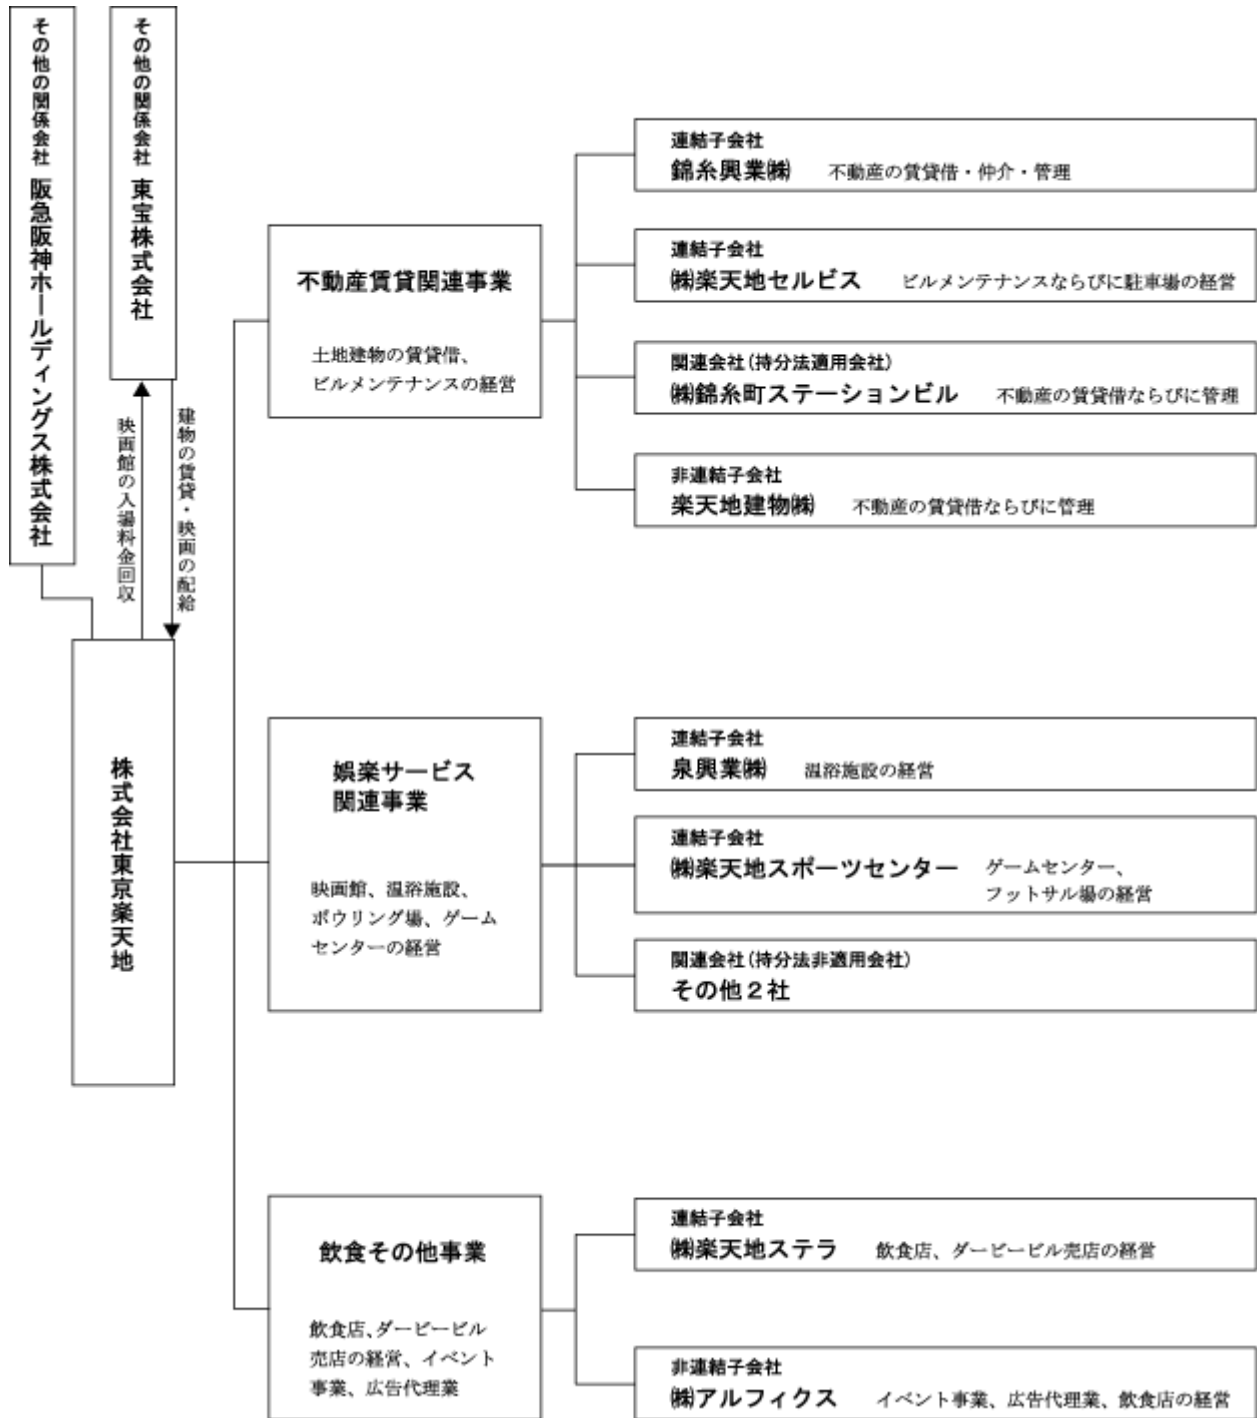 その他の関係会社 阪急阪神ホールディングス株式会社
その他の関係会社 東宝株式会社
映画館の入場料金回収
建物の賃貸・映画の配給
株式会社東京楽天地
不動産賃貸関連事業
土地建物の賃貸借、
ビルメンテナンスの経営
連結子会社
錦糸興業㈱ 不動産の賃貸借・仲介・管理
連結子会社
㈱楽天地セルビス ビルメンテナンスならびに駐車場の経営
関連会社(持分法適用会社)
㈱錦糸町ステーションビル 不動産の賃貸借ならびに管理
非連結子会社
楽天地建物㈱ 不動産の賃貸借ならびに管理
娯楽サービス
関連事業
映画館、温浴施設、
ボウリング場、ゲーム
センターの経営
連結子会社
泉興業㈱ 温浴施設の経営
連結子会社
㈱楽天地スポーツセンター ゲームセンター、
フットサル場の経営
関連会社(持分法非適用会社)
その他2社
飲食その他事業
飲食店、ダービービル
売店の経営、イベント
事業、広告代理業
連結子会社
㈱楽天地ステラ 飲食店、ダービービル売店の経営
非連結子会社
㈱アルフィクス イベント事業、広告代理業、飲食店の経営